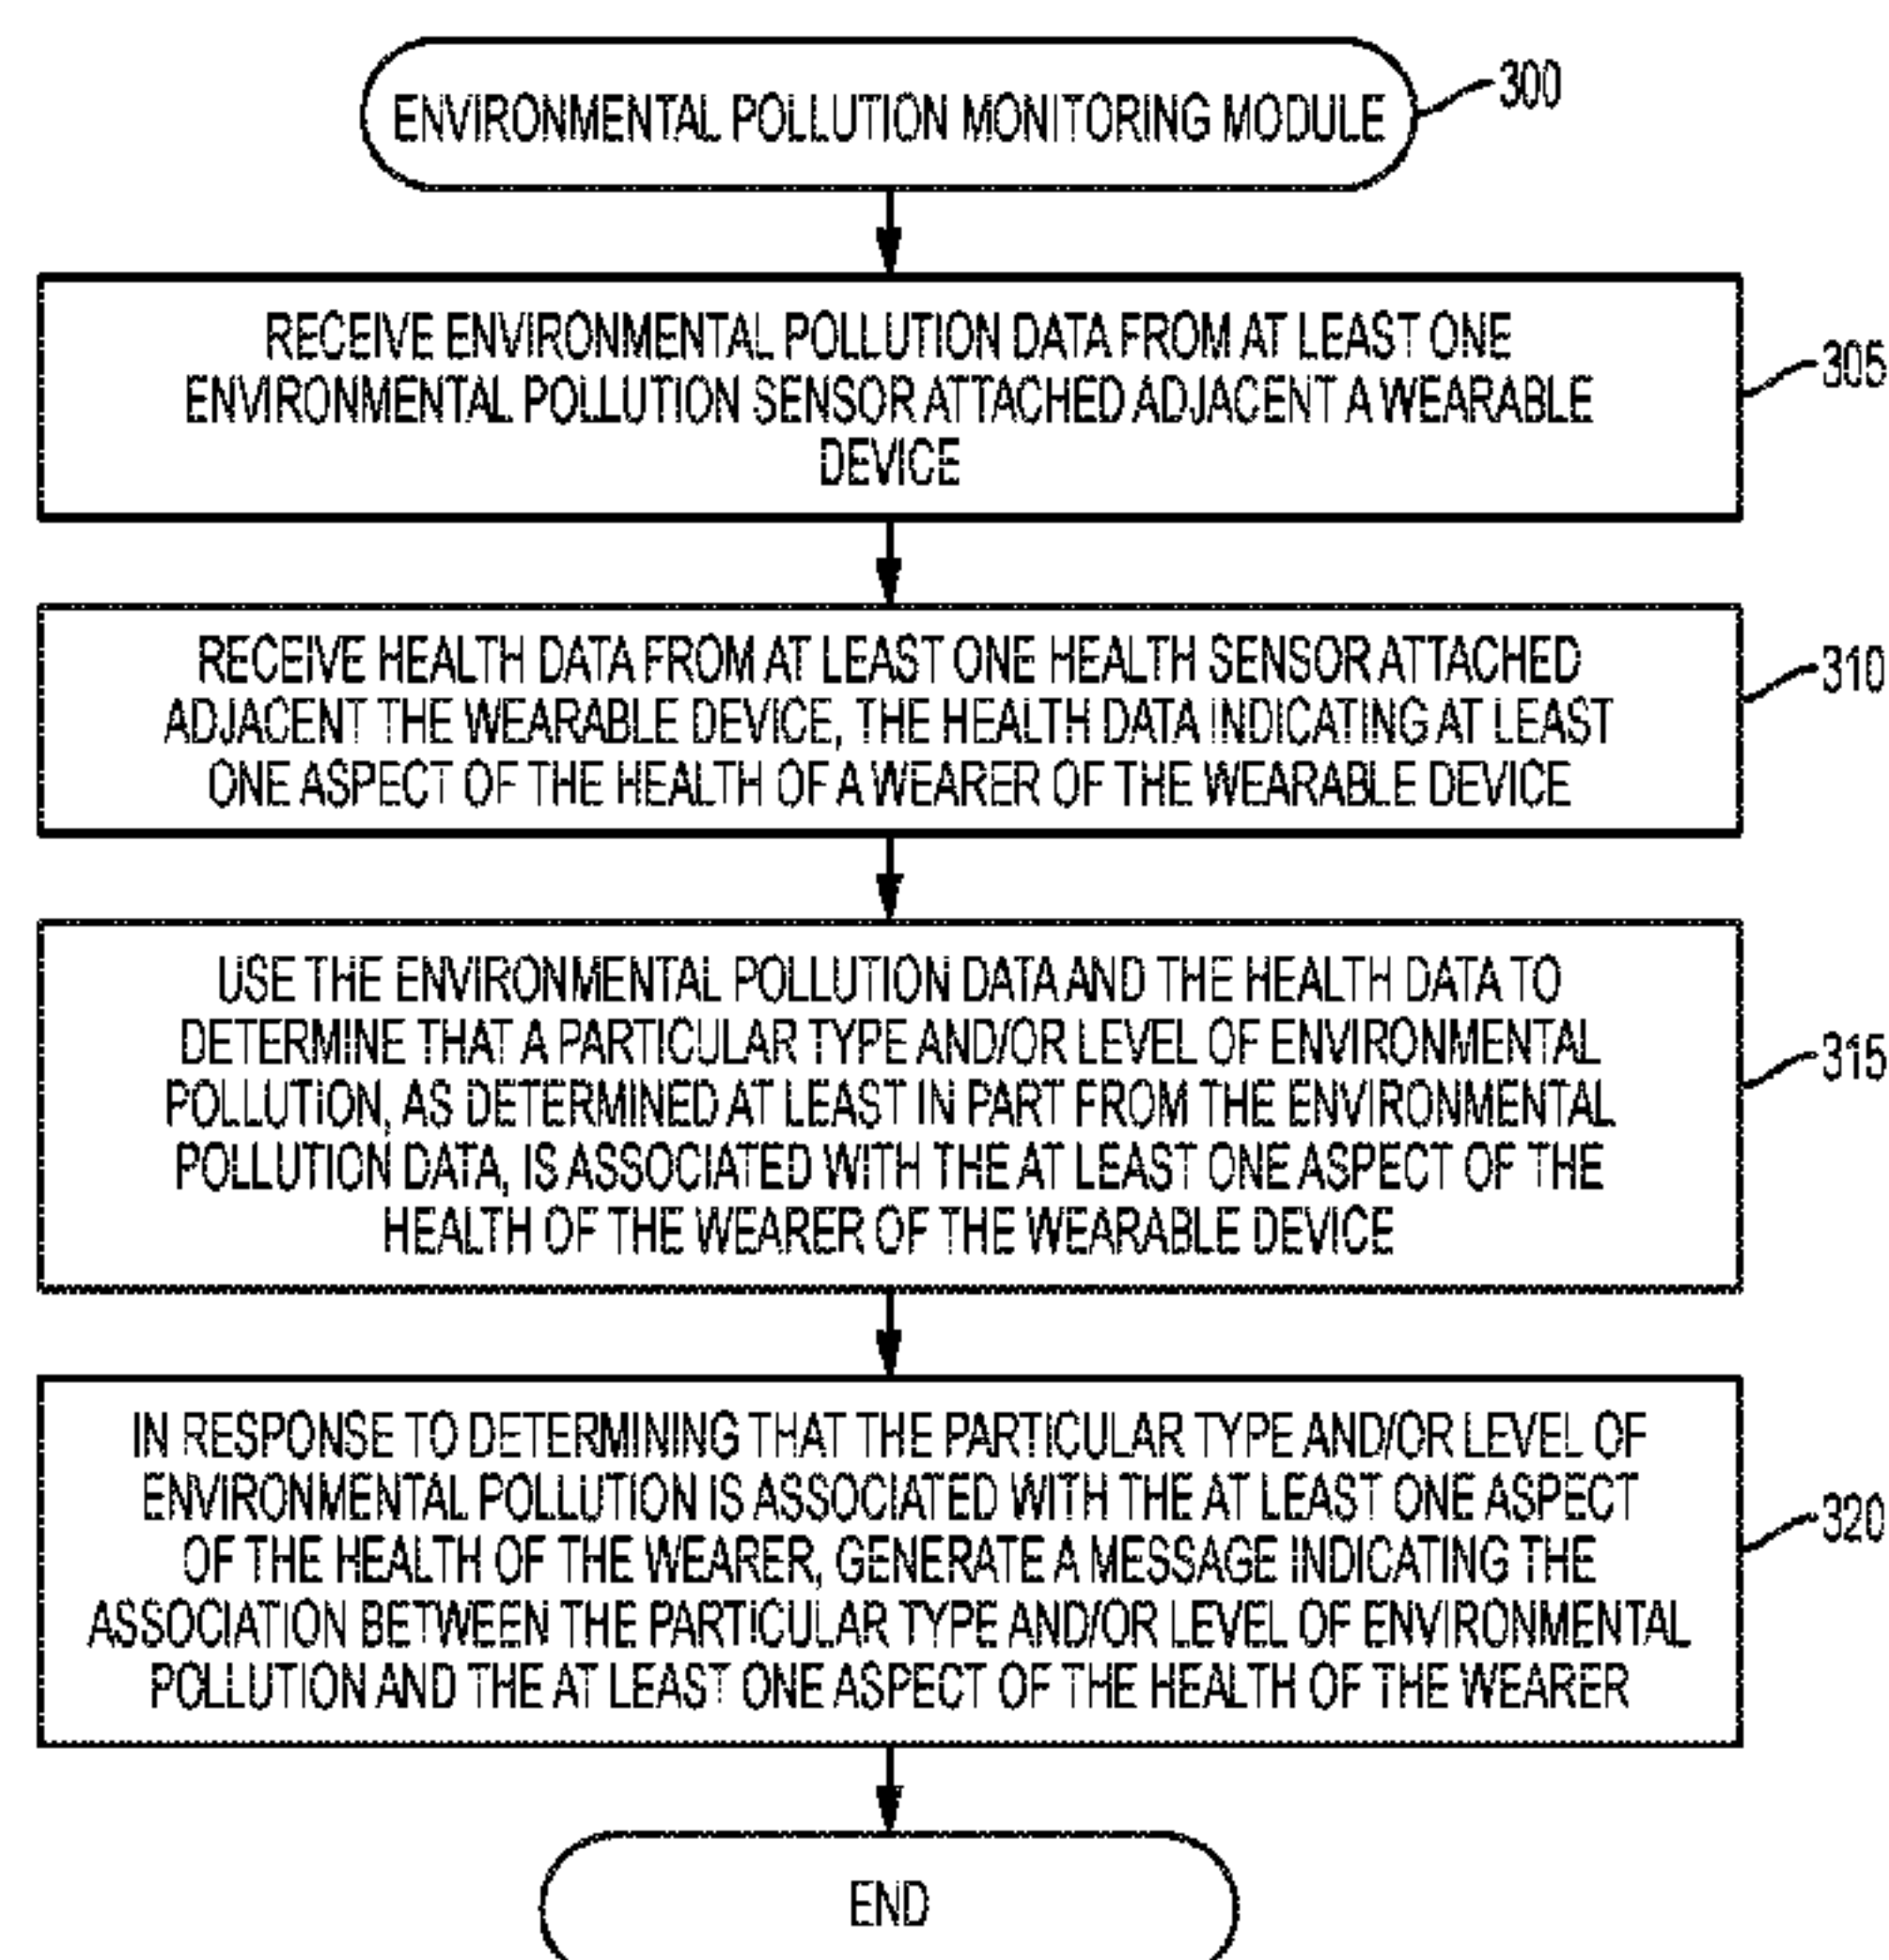 ENVIRONMENTAL POLLUTION MONITORING MODULE
300
RECEIVE ENVIRONMENTAL POLLUTION DATA FROM AT LEAST ONE
ENVIRONMENTAL POLLUTION SENSOR ATTACHED ADJACENT A WEARABLE
DEVICE
305
RECEIVE HEALTH DATA FROM AT LEAST ONE HEALTH SENSOR ATTACHED
ADJACENT THE WEARABLE DEVICE, THE HEALTH DATA INDICATING AT LEAST
ONE ASPECT OF THE HEALTH OF A WEARER OF THE WEARABLE DEVICE
310
USE THE ENVIRONMENTAL POLLUTION DATA AND THE HEALTH DATA TO
DETERMINE THAT A PARTICULAR TYPE AND/OR LEVEL OF ENVIRONMENTAL
POLLUTION, AS DETERMINED AT LEAST IN PART FROM THE ENVIRONMENTAL
POLLUTION DATA, IS ASSOCIATED WITH THE AT LEAST ONE ASPECT OF THE
HEALTH OF THE WEARER OF THE WEARABLE DEVICE
315
IN RESPONSE TO DETERMINING THAT THE PARTICULAR TYPE AND/OR LEVEL OF
ENVIRONMENTAL POLLUTION IS ASSOCIATED WITH THE AT LEAST ONE ASPECT
OF THE HEALTH OF THE WEARER, GENERATE A MESSAGE INDICATING THE
ASSOCIATION BETWEEN THE PARTICULAR TYPE AND/OR LEVEL OF ENVIRONMENTAL
POLLUTION AND THE AT LEAST ONE ASPECT OF THE HEALTH OF THE WEARER
320
END